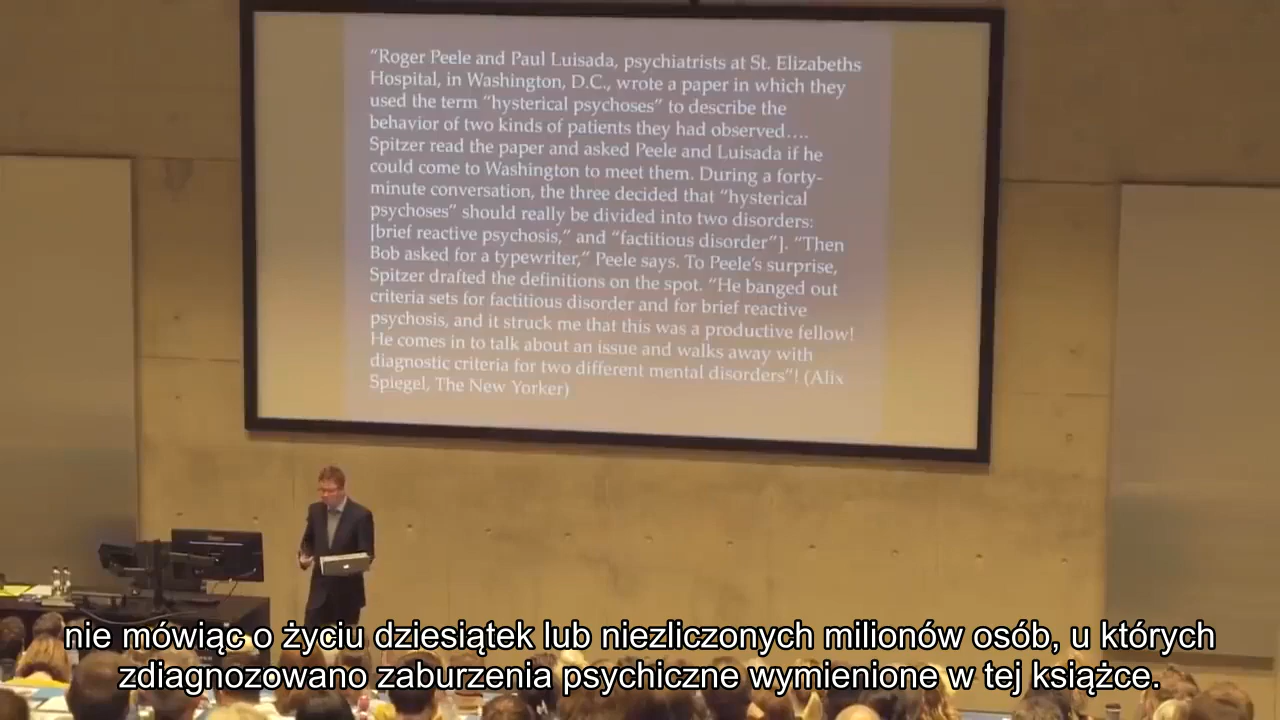 “Roger Peele and Paul Luisada, psychiatrists at St. Elizabeths
Hospital, in Washington, D.C., wrote a paper in which they
used the term “hysterical psychoses” to describe the
behavior of two kinds of patients they had observed….
Spitzer read the paper and asked Peele and Luisada if he
could come to Washington to meet them. During a forty-
minute conversation, the three decided that “hysterical
psychoses” should really be divided into two disorders:
[brief reactive psychosis,” and “factitious disorder”]. “Then
Bob asked for a typewriter,” Peele says. To Peele’s surprise,
Spitzer drafted the definitions on the spot. “He banged out
criteria sets for factitious disorder and for brief reactive
psychosis, and it struck me that this was a productive fellow!
He comes in to talk about an issue and walks away with
diagnostic criteria for two different mental disorders”! (Alix
Spiegel, The New Yorker)
nie mówiąc o życiu dziesiątek lub niezliczonych milionów osób, u których
zdiagnozowano zaburzenia psychiczne wymienione w tej książce.